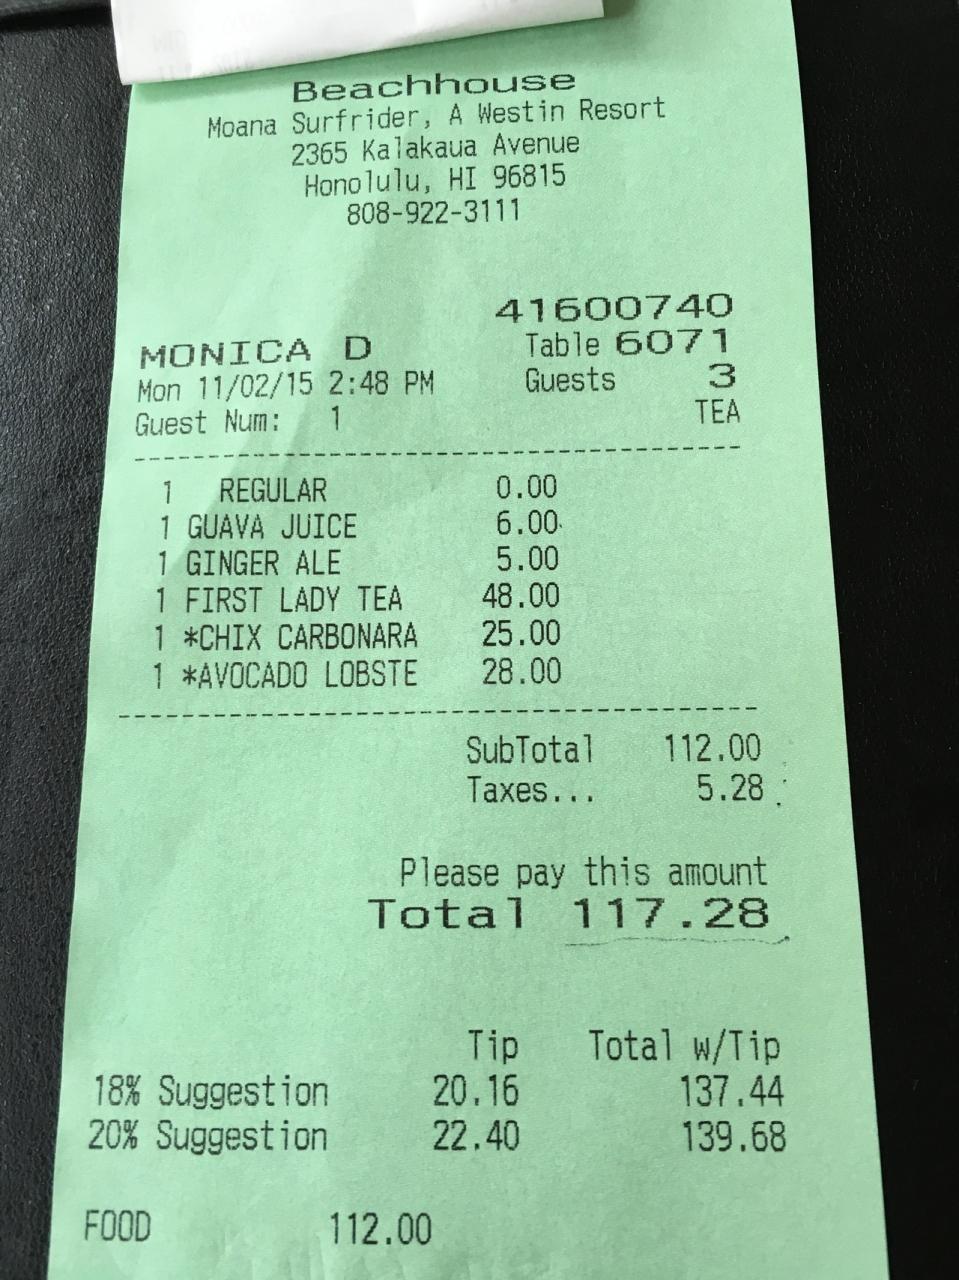 Beachhouse
Moana Surfrider, A Westin Resort
2365 Kalakaua Avenue
Honolulu, HI 96815
808-922-3111
41600740
MONICA D Table 6071
Mon 11/02/15 2:48 PM Guests 3
Guest Num: 1 TEA
1 REGULAR 0.00
1 GUAVA JUICE 6.00
1 GINGER ALE 5.00
1 FIRST LADY TEA 48.00
1 *CHIX CARBONARA 25.00
1 *AVOCADO LOBSTE 28.00
SubTotal 112.00
Taxes... 5.28
Please pay this amount
Total 117.28
Tip Total w/Tip
18% Suggestion 20.16 137.44
20% Suggestion 22.40 139.68
FOOD 112.00